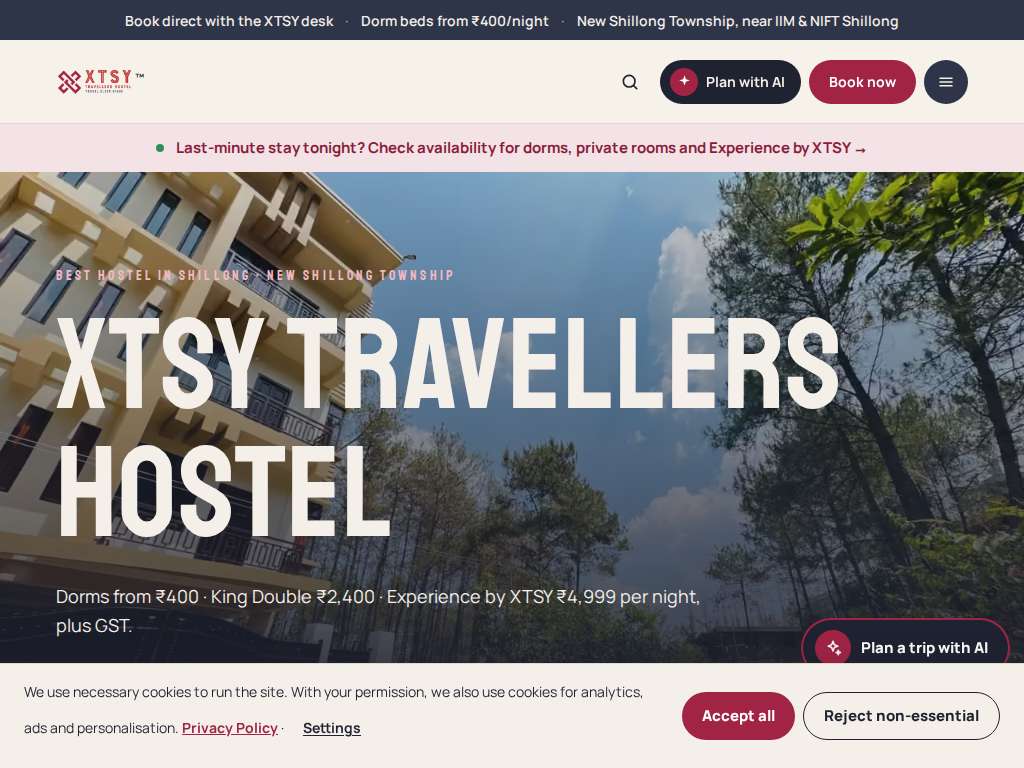 Book direct with the XTSY desk · Dorm beds from ₹400/night · New Shillong Township, near IIM & NIFT Shillong
XTSY™
TRAVELLERS HOSTEL
Plan with AI
Book now
Last-minute stay tonight? Check availability for dorms, private rooms and Experience by XTSY →
BEST HOSTEL IN SHILLONG · NEW SHILLONG TOWNSHIP
XTSY TRAVELLERS
HOSTEL
Dorms from ₹400 · King Double ₹2,400 · Experience by XTSY ₹4,999 per night,
plus GST.
Plan a trip with AI
We use necessary cookies to run the site. With your permission, we also use cookies for analytics,
ads and personalisation. Privacy Policy · Settings
Accept all
Reject non-essential